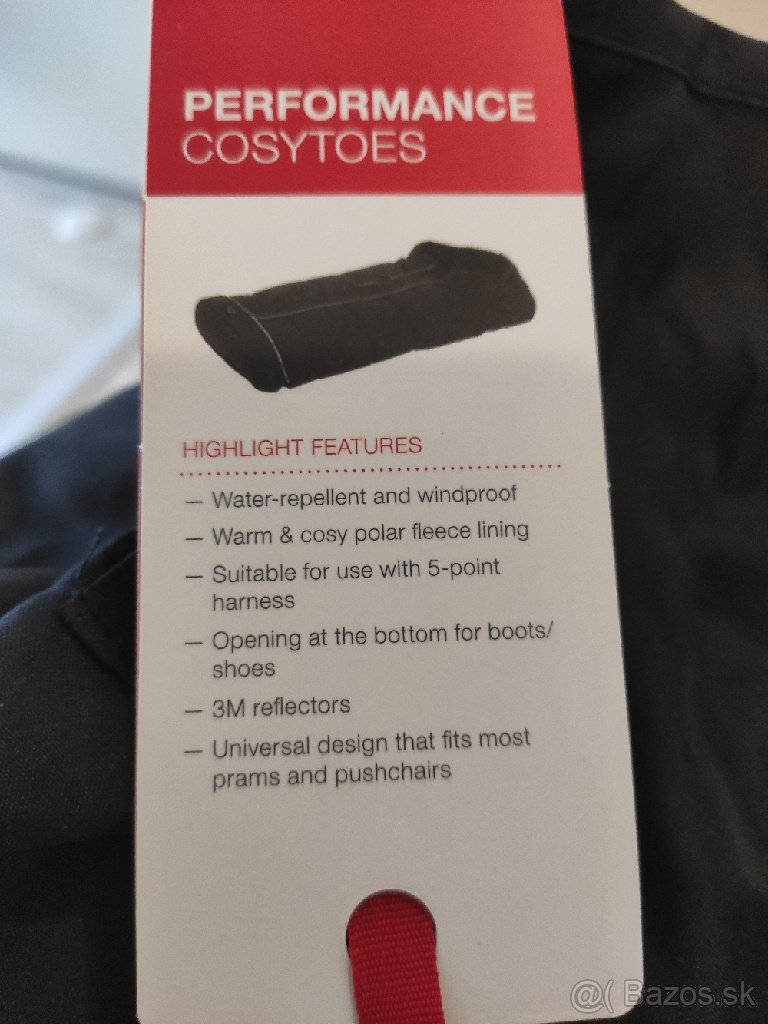 PERFORMANCE
COSYTOES
HIGHLIGHT FEATURES
— Water-repellent and windproof
— Warm & cosy polar fleece lining
— Suitable for use with 5-point
harness
— Opening at the bottom for boots/
shoes
— 3M reflectors
— Universal design that fits most
prams and pushchairs
@( Bazos.sk